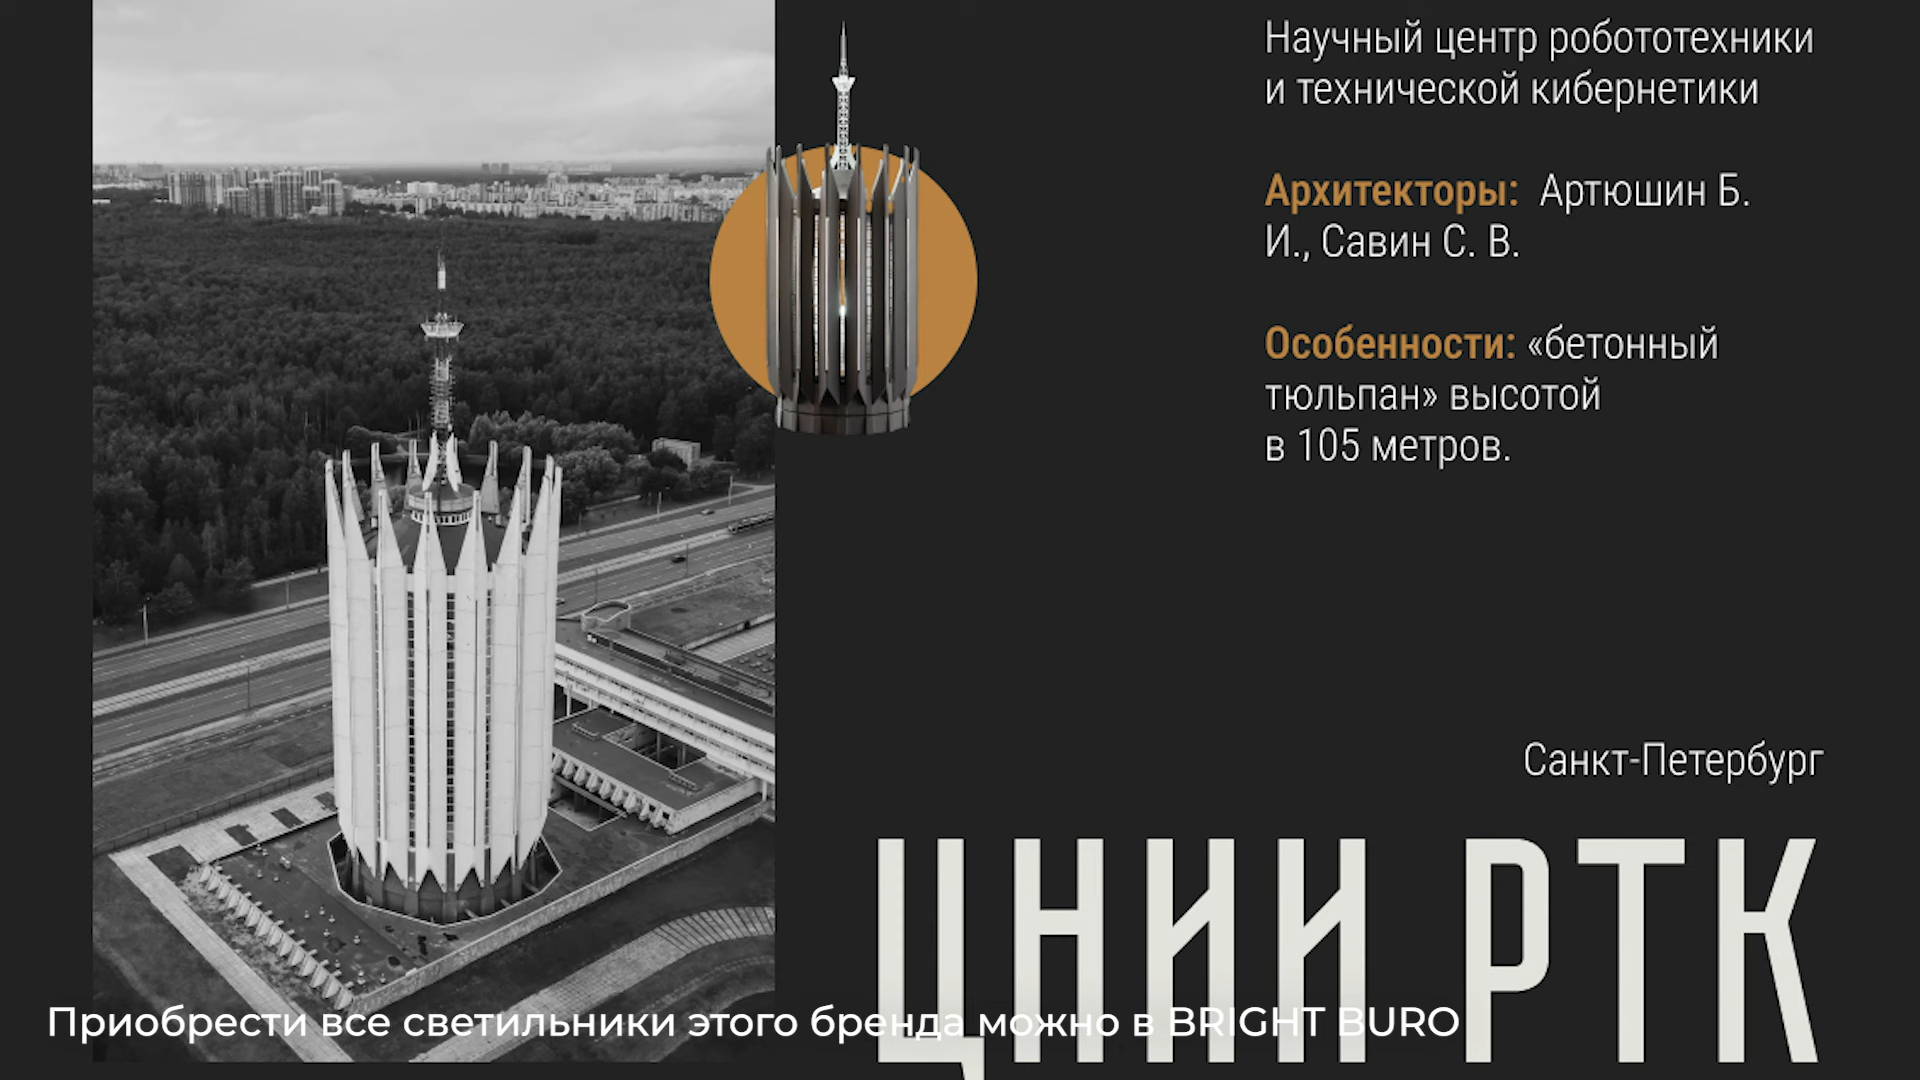 Научный центр робототехники
и технической кибернетики
Архитекторы: Артюшин Б.
И., Савин С. В.
Особенности: «бетонный
тюльпан» высотой
в 105 метров.
Санкт-Петербург
ЦНИИ РТК
Приобрести все светильники этого бренда можно в BRIGHT BURO